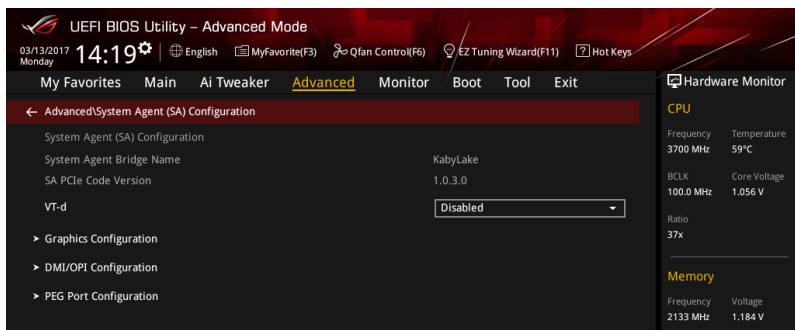 UEFI BIOS Utility – Advanced Mode
03/13/2017
Monday
14:19
English
MyFavorite(F3)
Qfan Control(F6)
EZ Tuning Wizard(F11)
? Hot Keys
My Favorites Main Ai Tweaker Advanced Monitor Boot Tool Exit
Advanced\System Agent (SA) Configuration
System Agent (SA) Configuration
System Agent Bridge Name KabyLake
SA PCIe Code Version 1.0.3.0
VT-d Disabled
Graphics Configuration
DMI/OPI Configuration
PEG Port Configuration
Hardware Monitor
CPU
Frequency Temperature
3700 MHz 59°C
BCLK Core Voltage
100.0 MHz 1.056 V
Ratio
37x
Memory
Frequency Voltage
2133 MHz 1.184 V